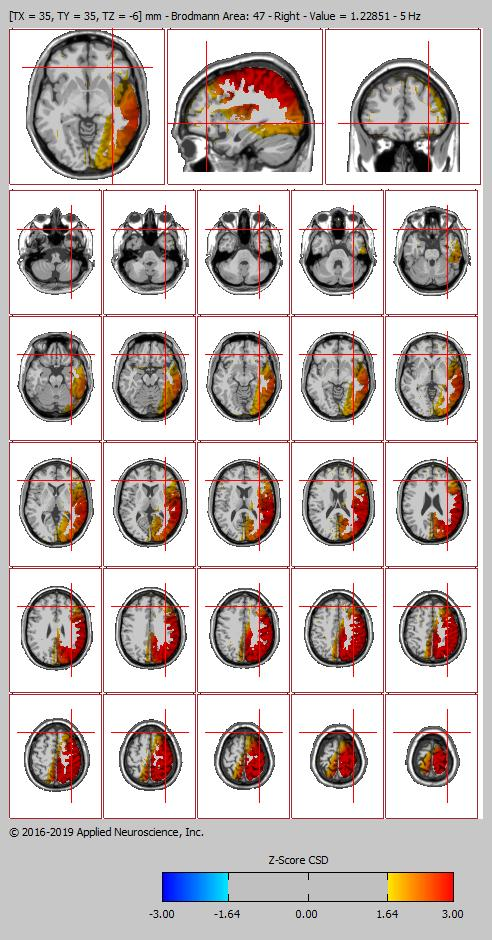 [TX = 35, TY = 35, TZ = -6] mm - Brodmann Area: 47 - Right - Value = 1.22851 - 5 Hz
© 2016-2019 Applied Neuroscience, Inc.
Z-Score CSD
-3.00 -1.64 0.00 1.64 3.00